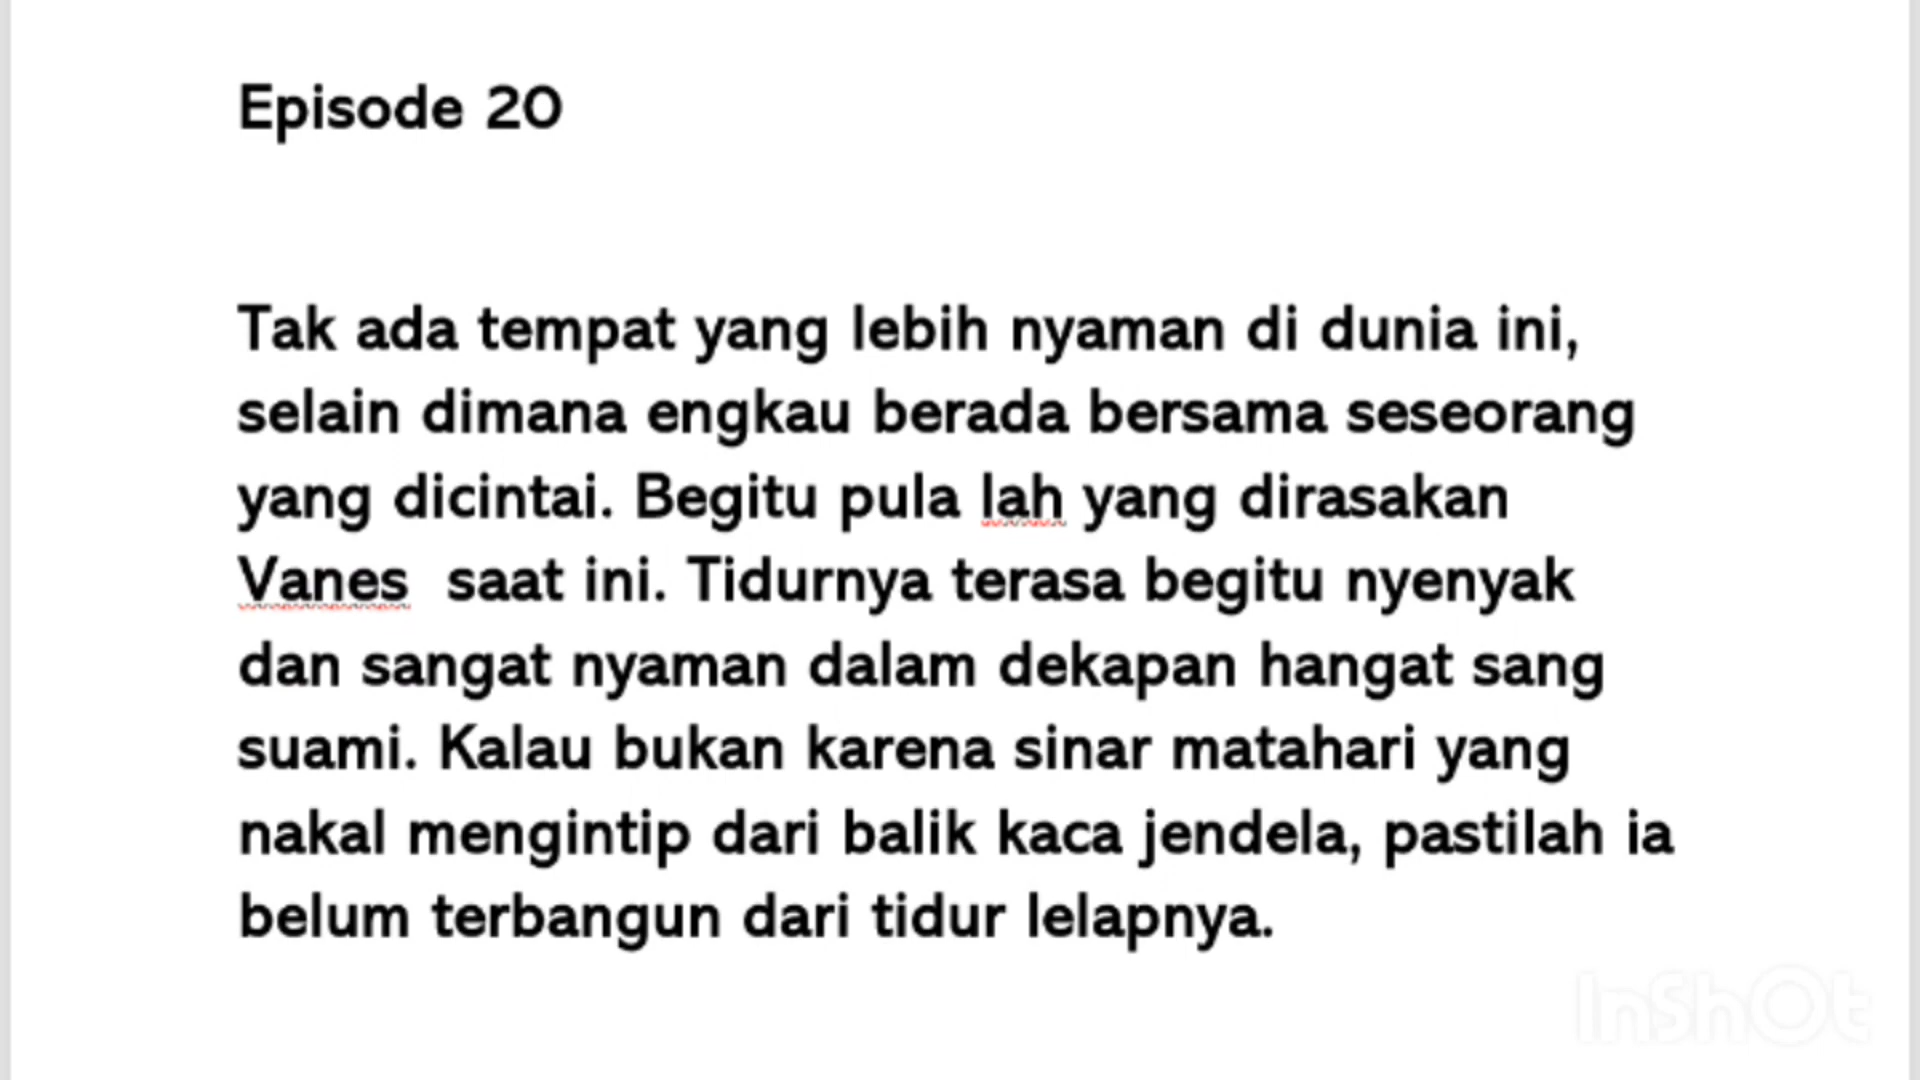 Episode 20
Tak ada tempat yang lebih nyaman di dunia ini,
selain dimana engkau berada bersama seseorang
yang dicintai. Begitu pula lah yang dirasakan
Vanes  saat ini. Tidurnya terasa begitu nyenyak
dan sangat nyaman dalam dekapan hangat sang
suami. Kalau bukan karena sinar matahari yang
nakal mengintip dari balik kaca jendela, pastilah ia
belum terbangun dari tidur lelapnya.
InShOt